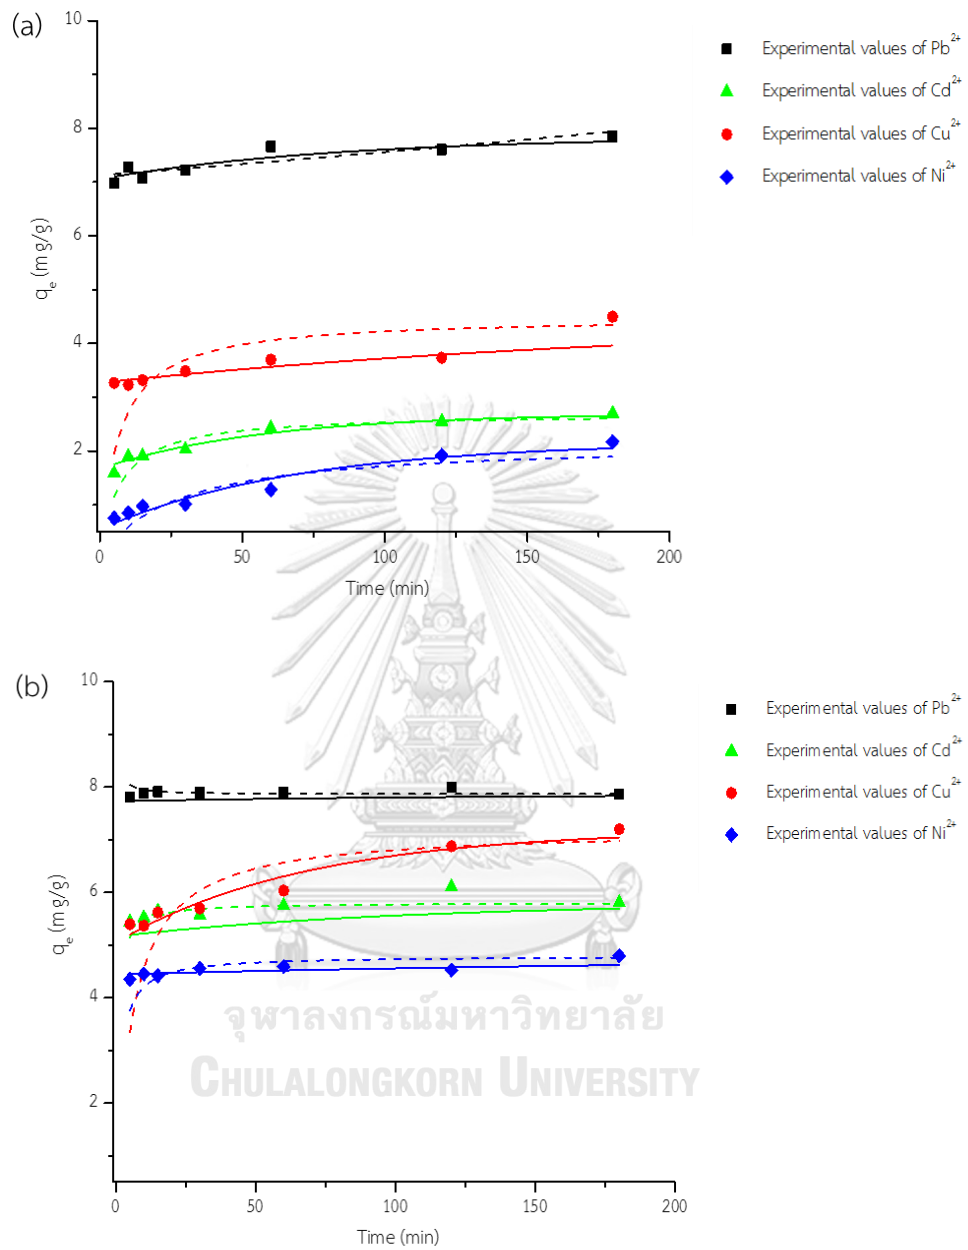 (a)
10
8
6
4
2
q_e (mg/g)
0
50
100
150
200
Time (min)
Experimental values of Pb²⁺
Experimental values of Cd²⁺
Experimental values of Cu²⁺
Experimental values of Ni²⁺
(b)
10
8
6
4
2
q_e (mg/g)
0
50
100
150
200
Time (min)
Experimental values of Pb²⁺
Experimental values of Cd²⁺
Experimental values of Cu²⁺
Experimental values of Ni²⁺
จุฬาลงกรณ์มหาวิทยาลัย
CHULALONGKORN UNIVERSITY